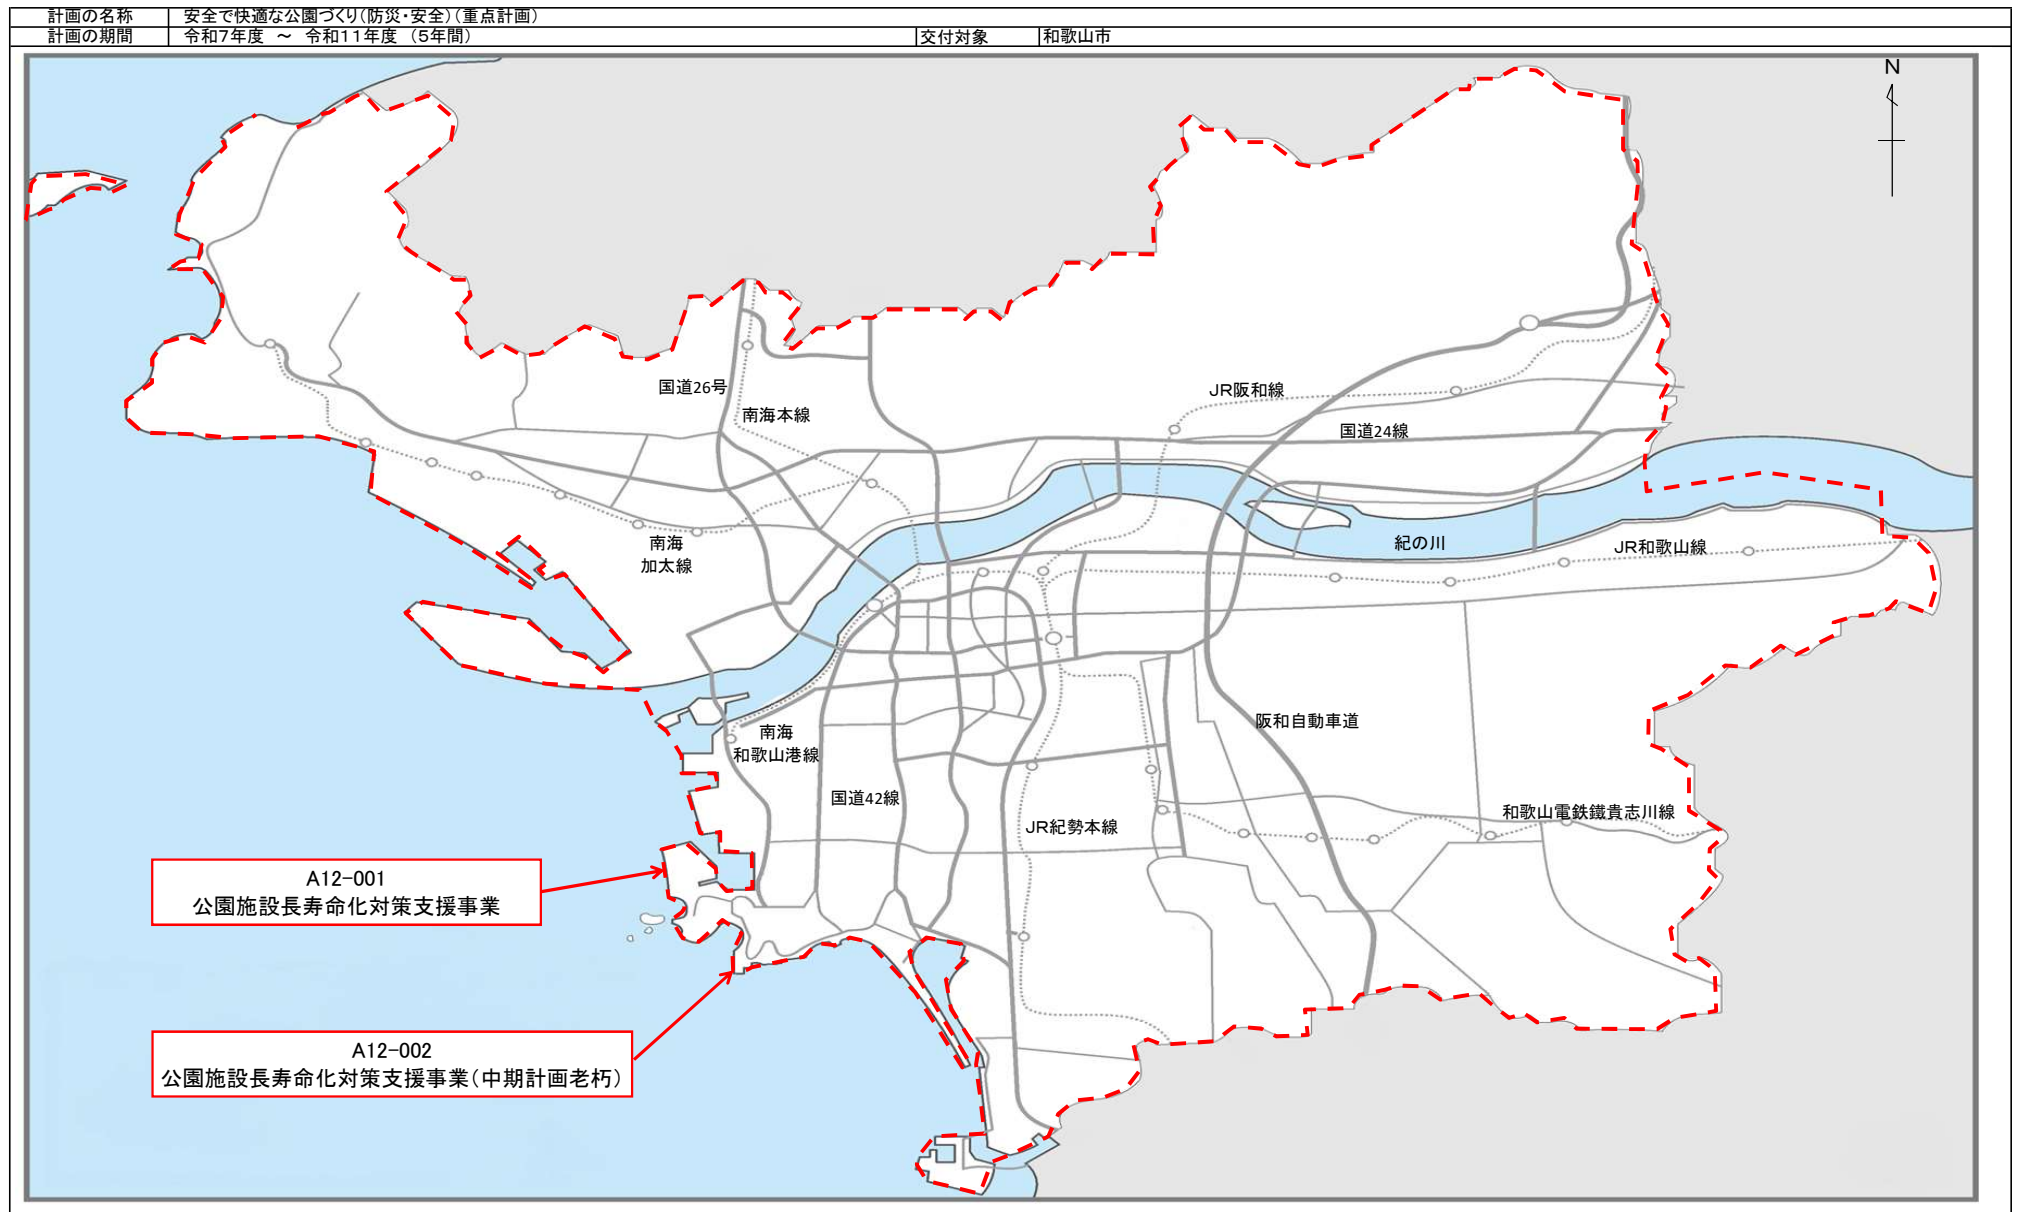 計画の名称 安全で快適な公園づくり(防災・安全)(重点計画)
計画の期間 令和7年度 ～ 令和11年度 (5年間) 交付対象 和歌山市
N
国道26号
南海本線
JR阪和線
国道24線
南海
加太線
紀の川
JR和歌山線
南海
和歌山港線
阪和自動車道
国道42線
JR紀勢本線
和歌山電鉄鐵貴志川線
A12-001
公園施設長寿命化対策支援事業
A12-002
公園施設長寿命化対策支援事業(中期計画老朽)